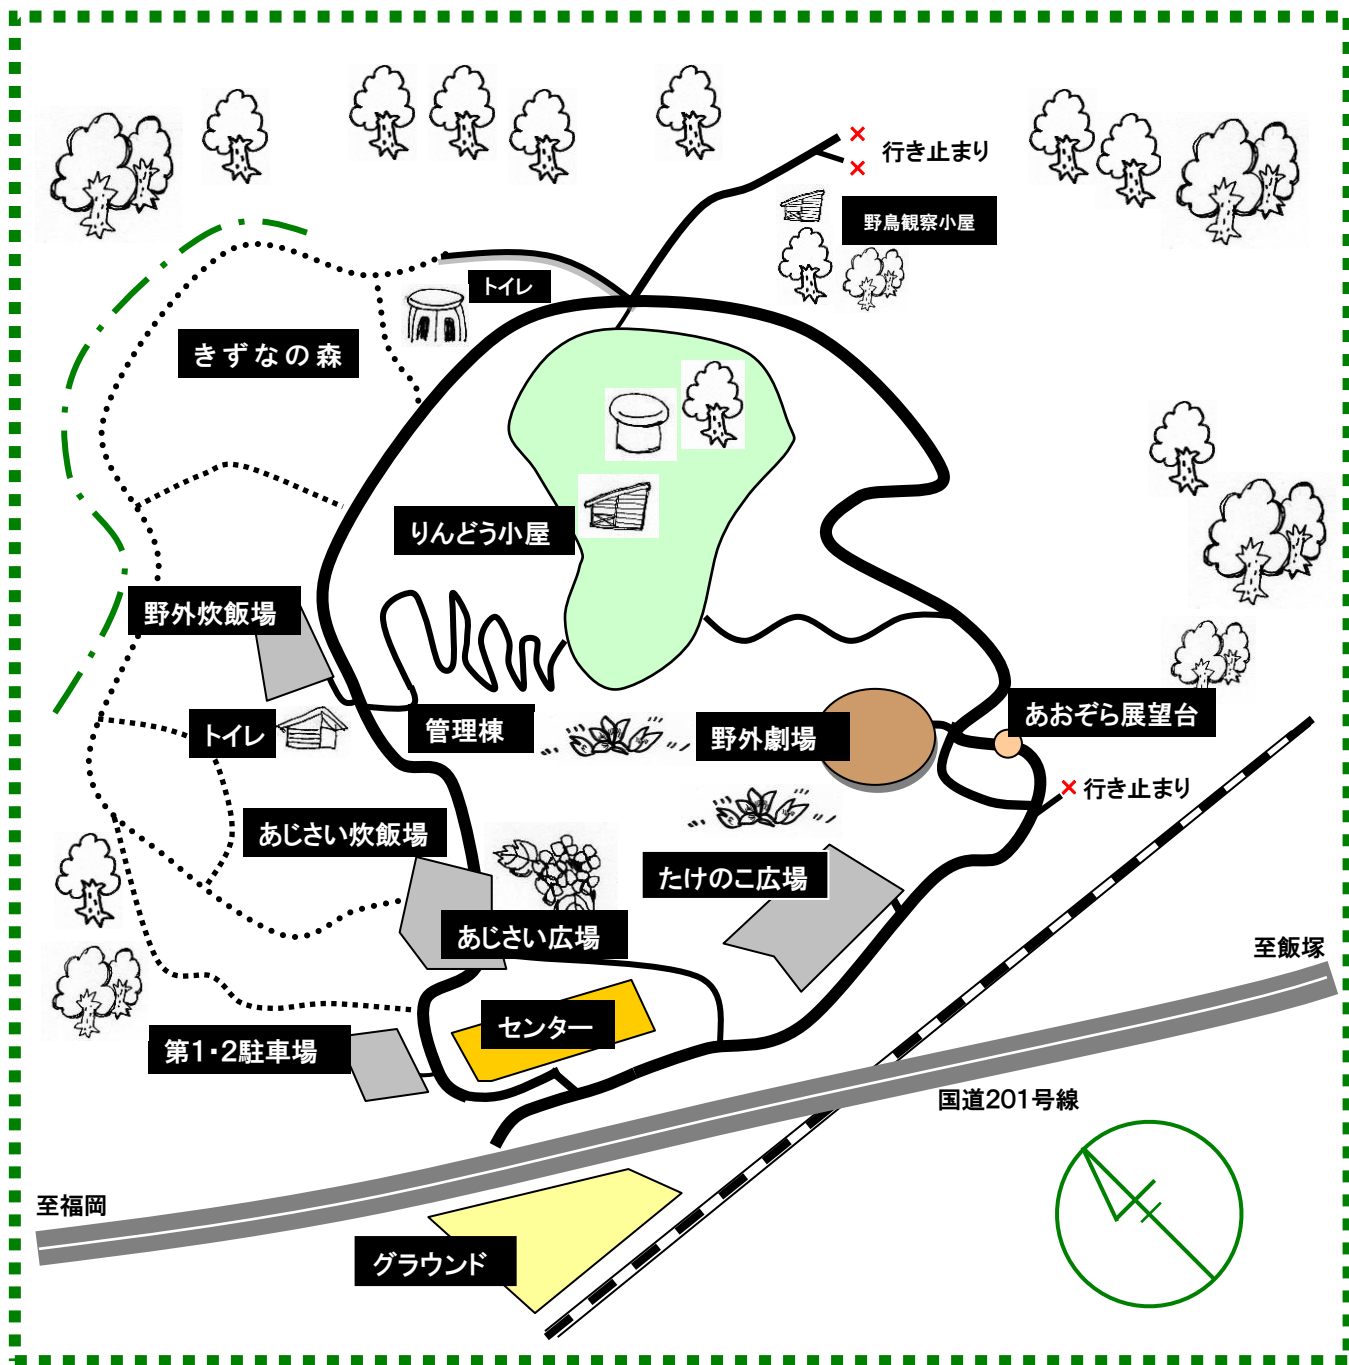 行き止まり
野鳥観察小屋
トイレ
きずなの森
りんどう小屋
野外炊飯場
あおぞら展望台
トイレ
管理棟
野外劇場
行き止まり
あじさい炊飯場
たけのこ広場
あじさい広場
至飯塚
センター
第1・2駐車場
国道201号線
至福岡
グラウンド